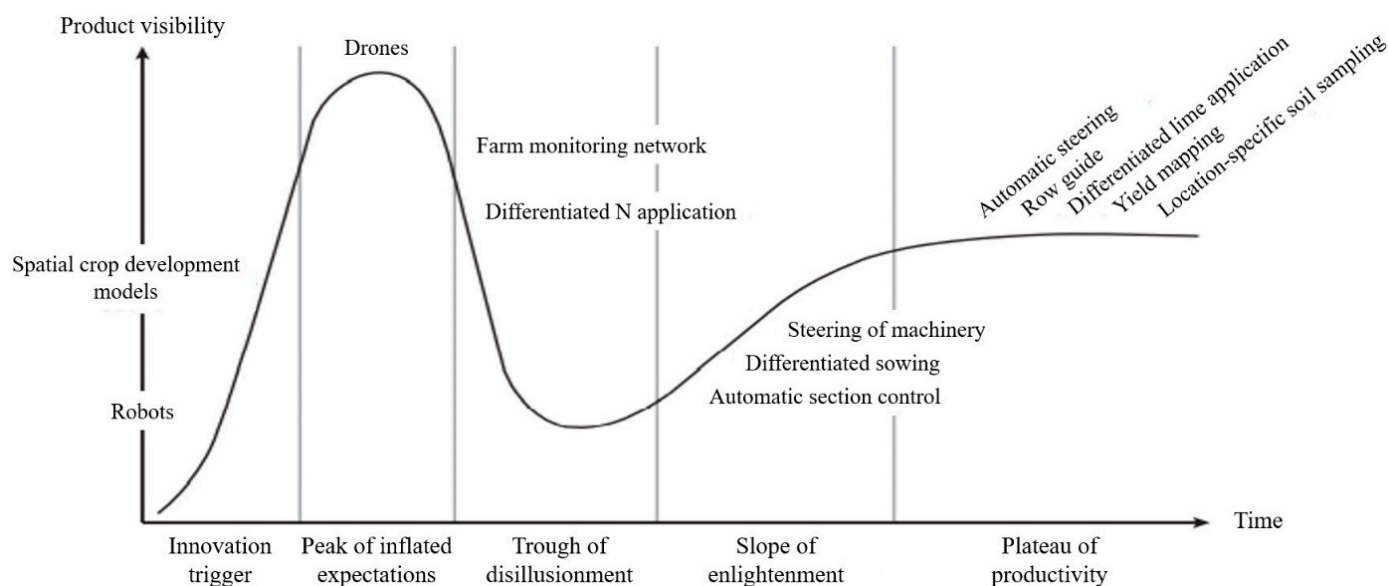 Product visibility
Drones
Automatic steering
Row guide
Differentiated lime application
Yield mapping
Location-specific soil sampling
Farm monitoring network
Differentiated N application
Spatial crop development
models
Steering of machinery
Differentiated sowing
Automatic section control
Robots
Time
Innovation
trigger
Peak of inflated
expectations
Trough of
disillusionment
Slope of
enlightenment
Plateau of
productivity